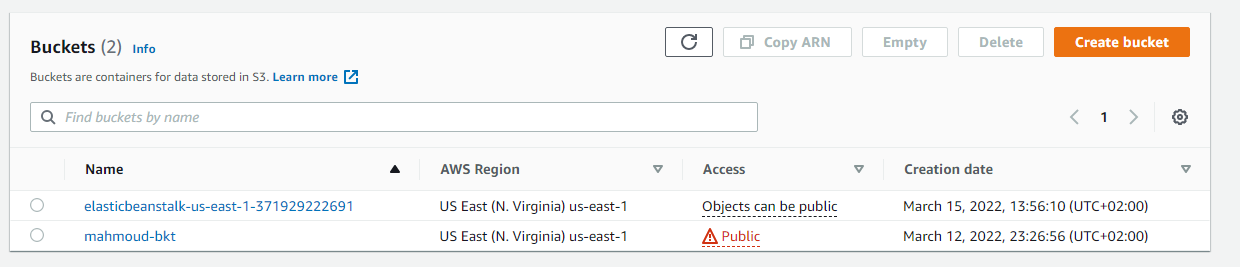 Buckets (2) Info
Copy ARN Empty Delete Create bucket
Buckets are containers for data stored in S3. Learn more
Find buckets by name
1
Name AWS Region Access Creation date
elasticbeanstalk-us-east-1-371929222691 US East (N. Virginia) us-east-1 Objects can be public March 15, 2022, 13:56:10 (UTC+02:00)
mahmoud-bkt US East (N. Virginia) us-east-1 Public March 12, 2022, 23:26:56 (UTC+02:00)